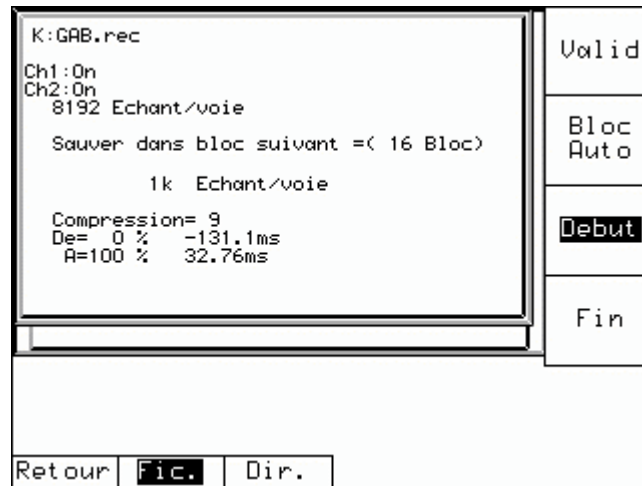 K:GAB.rec
Ch1:On
Ch2:On
8192 Echant/voie
Sauver dans bloc suivant =( 16 Bloc)
1k Echant/voie
Compression= 9
De= 0 % -131.1ms
A=100 % 32.76ms
Valid
Bloc
Auto
Debut
Fin
Retour Fic. Dir.